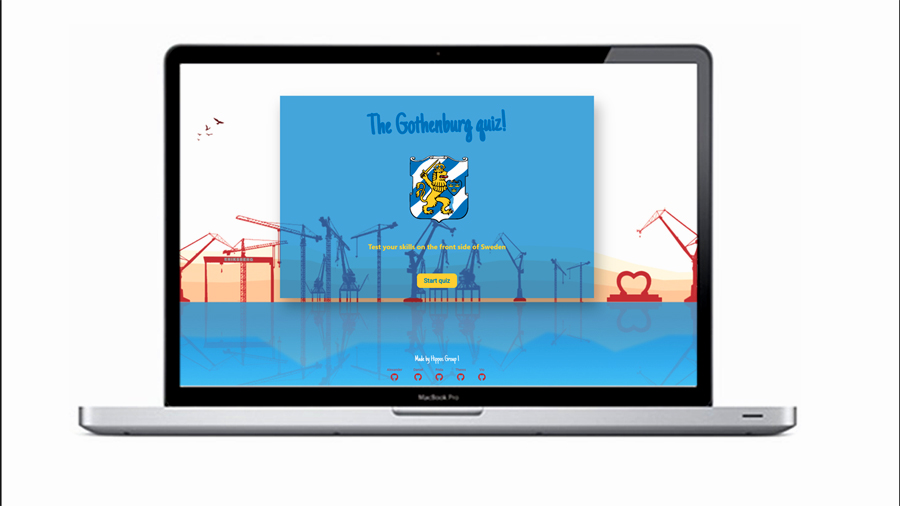 The Gothenburg quiz!
Test your skills on the front side of Sweden
Start quiz
Made by Hippos Group 1
MacBook Pro